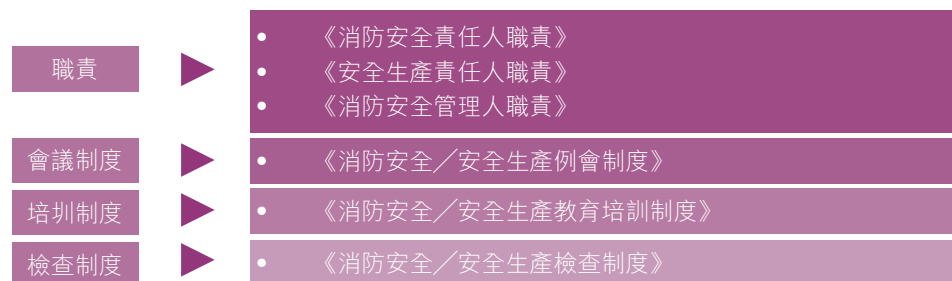 職責
• 《消防安全責任人職責》
• 《安全生產責任人職責》
• 《消防安全管理人職責》
會議制度
• 《消防安全╱安全生產例會制度》
培圳制度
• 《消防安全╱安全生產教育培訓制度》
檢查制度
• 《消防安全╱安全生產檢查制度》